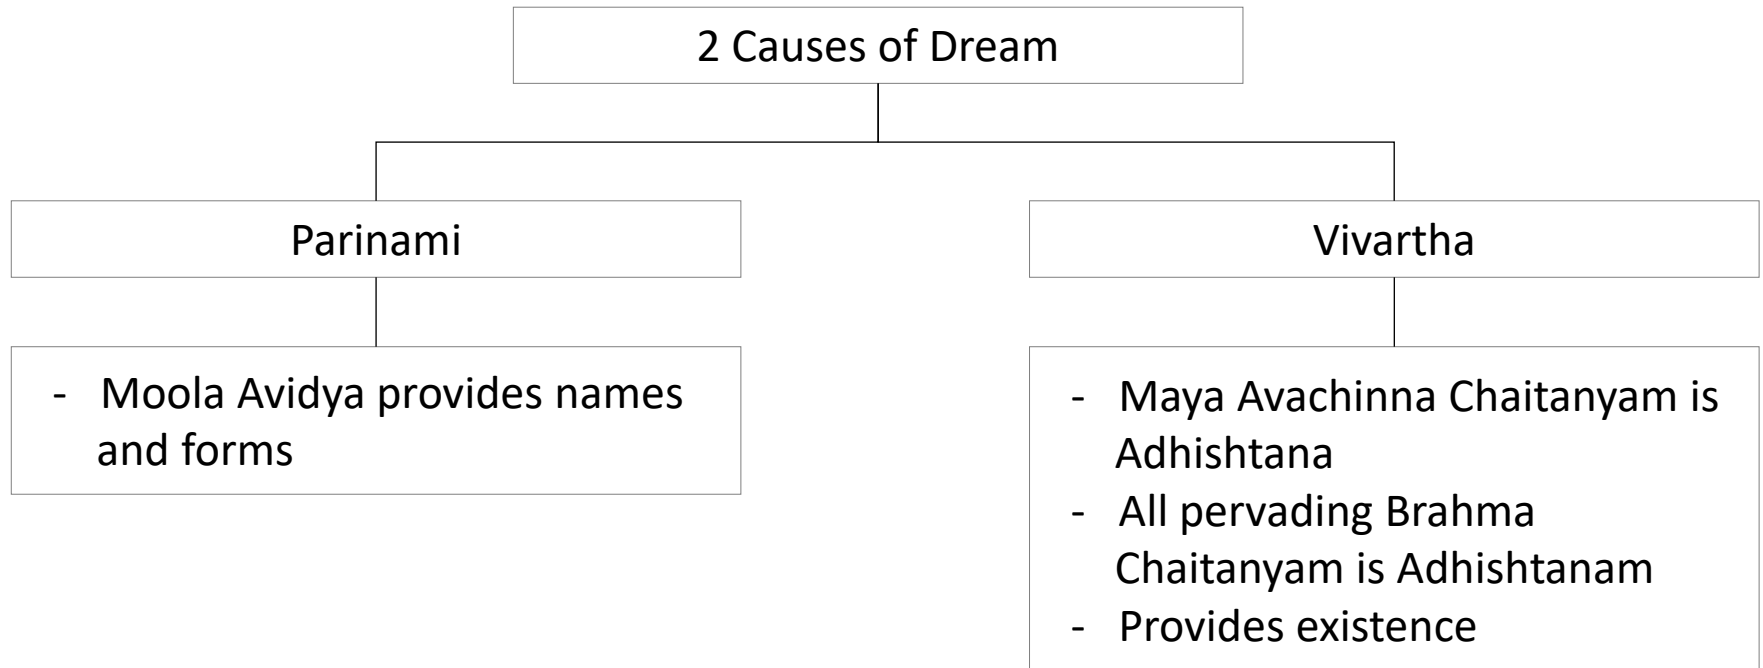 2 Causes of Dream
Parinami
Vivartha
- Moola Avidya provides names
and forms
- Maya Avachinna Chaitanyam is
Adhishtana
- All pervading Brahma
Chaitanyam is Adhishtanam
- Provides existence